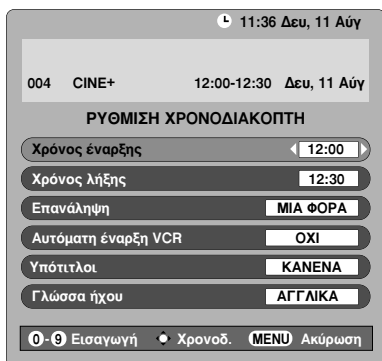 11:36 Δευ, 11 Αύγ
004 CINE+ 12:00-12:30 Δευ, 11 Αύγ
ΡΥΘΜΙΣΗ ΧΡΟΝΟΔΙΑΚΟΠΤΗ
Χρόνος έναρξης 12:00
Χρόνος λήξης 12:30
Επανάληψη ΜΙΑ ΦΟΡΑ
Αυτόματη έναρξη VCR ΟΧΙ
Υπότιτλοι ΚΑΝΕΝΑ
Γλώσσα ήχου ΑΓΓΛΙΚΑ
0-9 Εισαγωγή Χρονοδ. MENU Ακύρωση